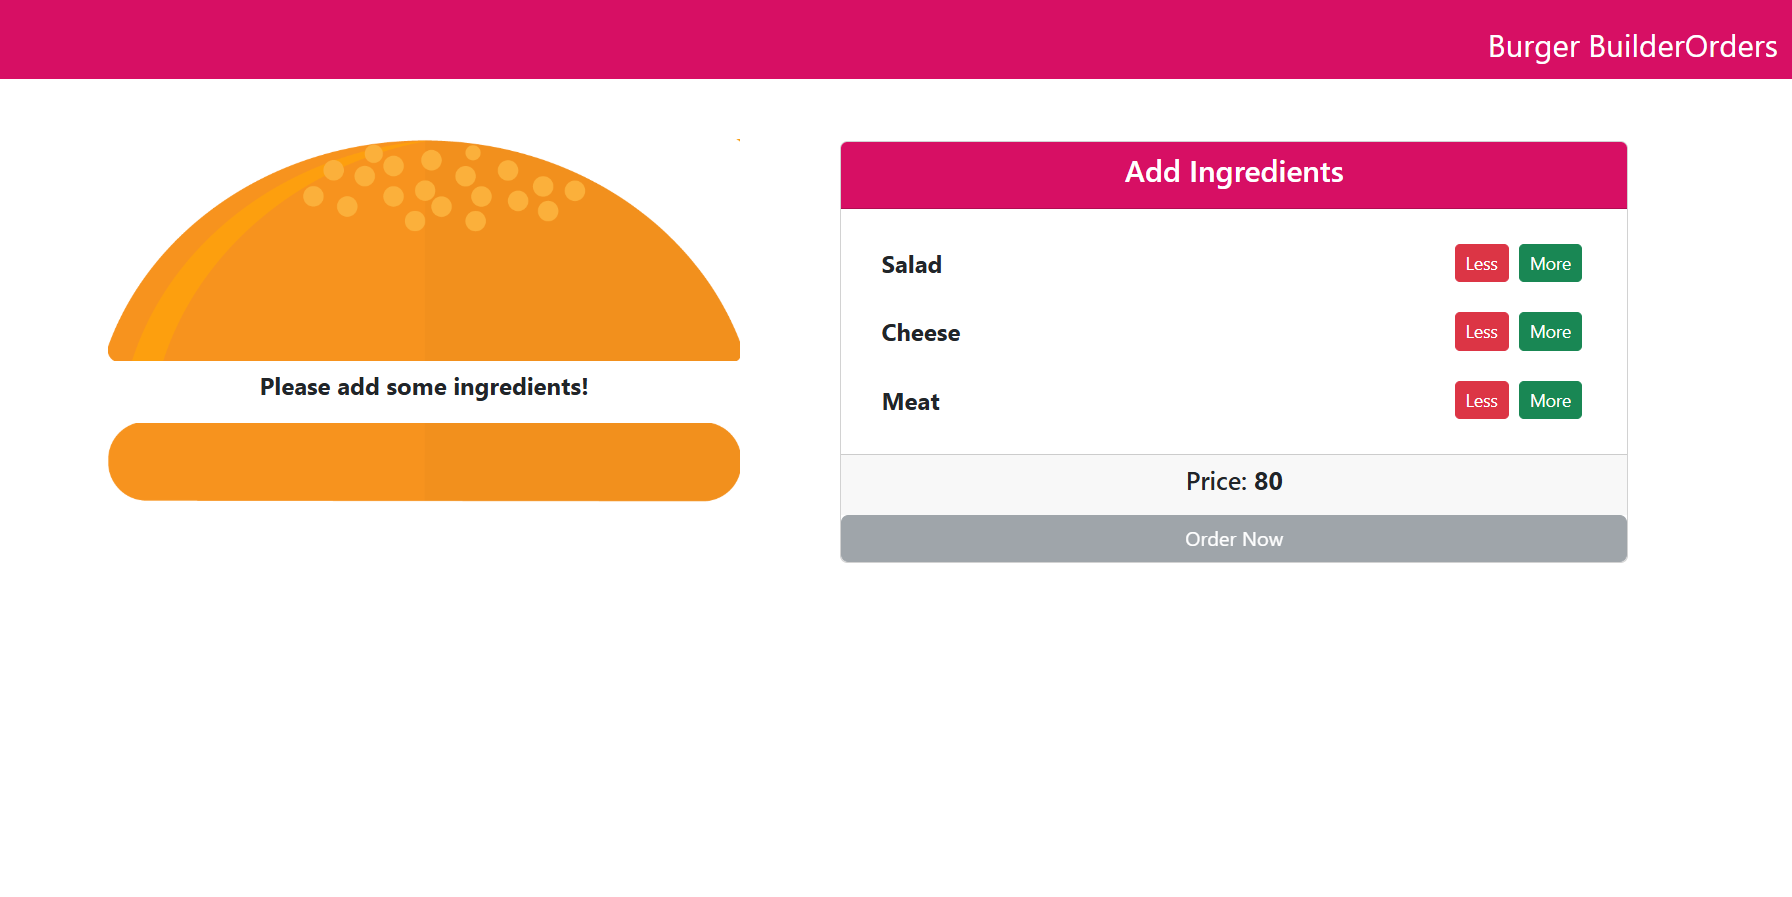 Burger BuilderOrders
Please add some ingredients!
Add Ingredients
Salad Less More
Cheese Less More
Meat Less More
Price: 80
Order Now